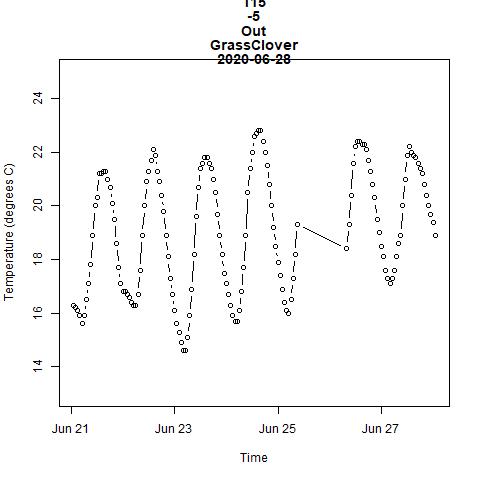 T15
-5
Out
GrassClover
2020-06-28
Temperature (degrees C)
24
22
20
18
16
14
Jun 21
Jun 23
Jun 25
Jun 27
Time